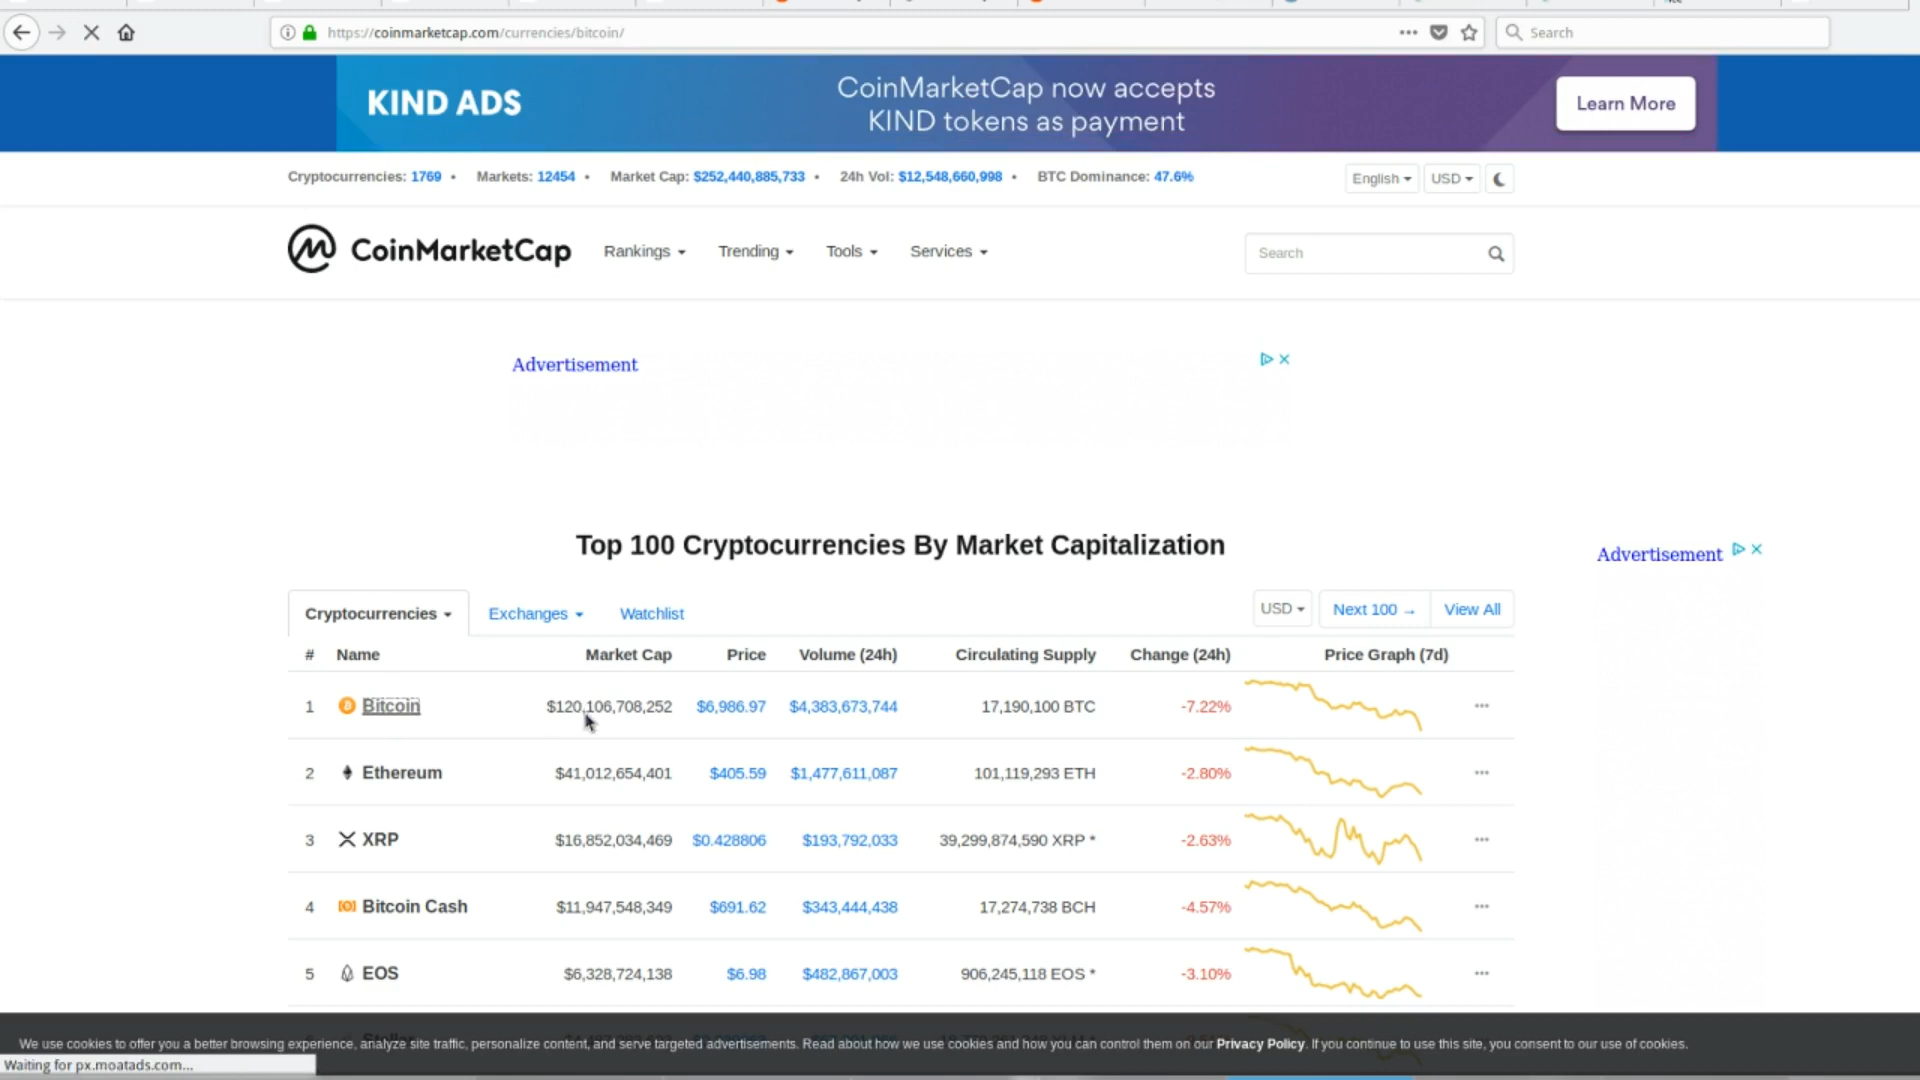 https://coinmarketcap.com/currencies/bitcoin/
Search
KIND ADS
CoinMarketCap now accepts
KIND tokens as payment
Learn More
Cryptocurrencies: 1769 • Markets: 12454 • Market Cap: $252,440,885,733 • 24h Vol: $12,548,660,998 • BTC Dominance: 47.6%
English USD
CoinMarketCap Rankings Trending Tools Services Search
Advertisement
Top 100 Cryptocurrencies By Market Capitalization
Advertisement
Cryptocurrencies Exchanges Watchlist USD Next 100 → View All
# Name Market Cap Price Volume (24h) Circulating Supply Change (24h) Price Graph (7d)
1 Bitcoin $120,106,708,252 $6,986.97 $4,383,673,744 17,190,100 BTC -7.22%
2 Ethereum $41,012,654,401 $405.59 $1,477,611,087 101,119,293 ETH -2.80%
3 XRP $16,852,034,469 $0.428806 $193,792,033 39,299,874,590 XRP * -2.63%
4 Bitcoin Cash $11,947,548,349 $691.62 $343,444,438 17,274,738 BCH -4.57%
5 EOS $6,328,724,138 $6.98 $482,867,003 906,245,118 EOS * -3.10%
We use cookies to offer you a better browsing experience, analyze site traffic, personalize content, and serve targeted advertisements. Read about how we use cookies and how you can control them on our Privacy Policy. If you continue to use this site, you consent to our use of cookies.
Waiting for px.moatads.com...